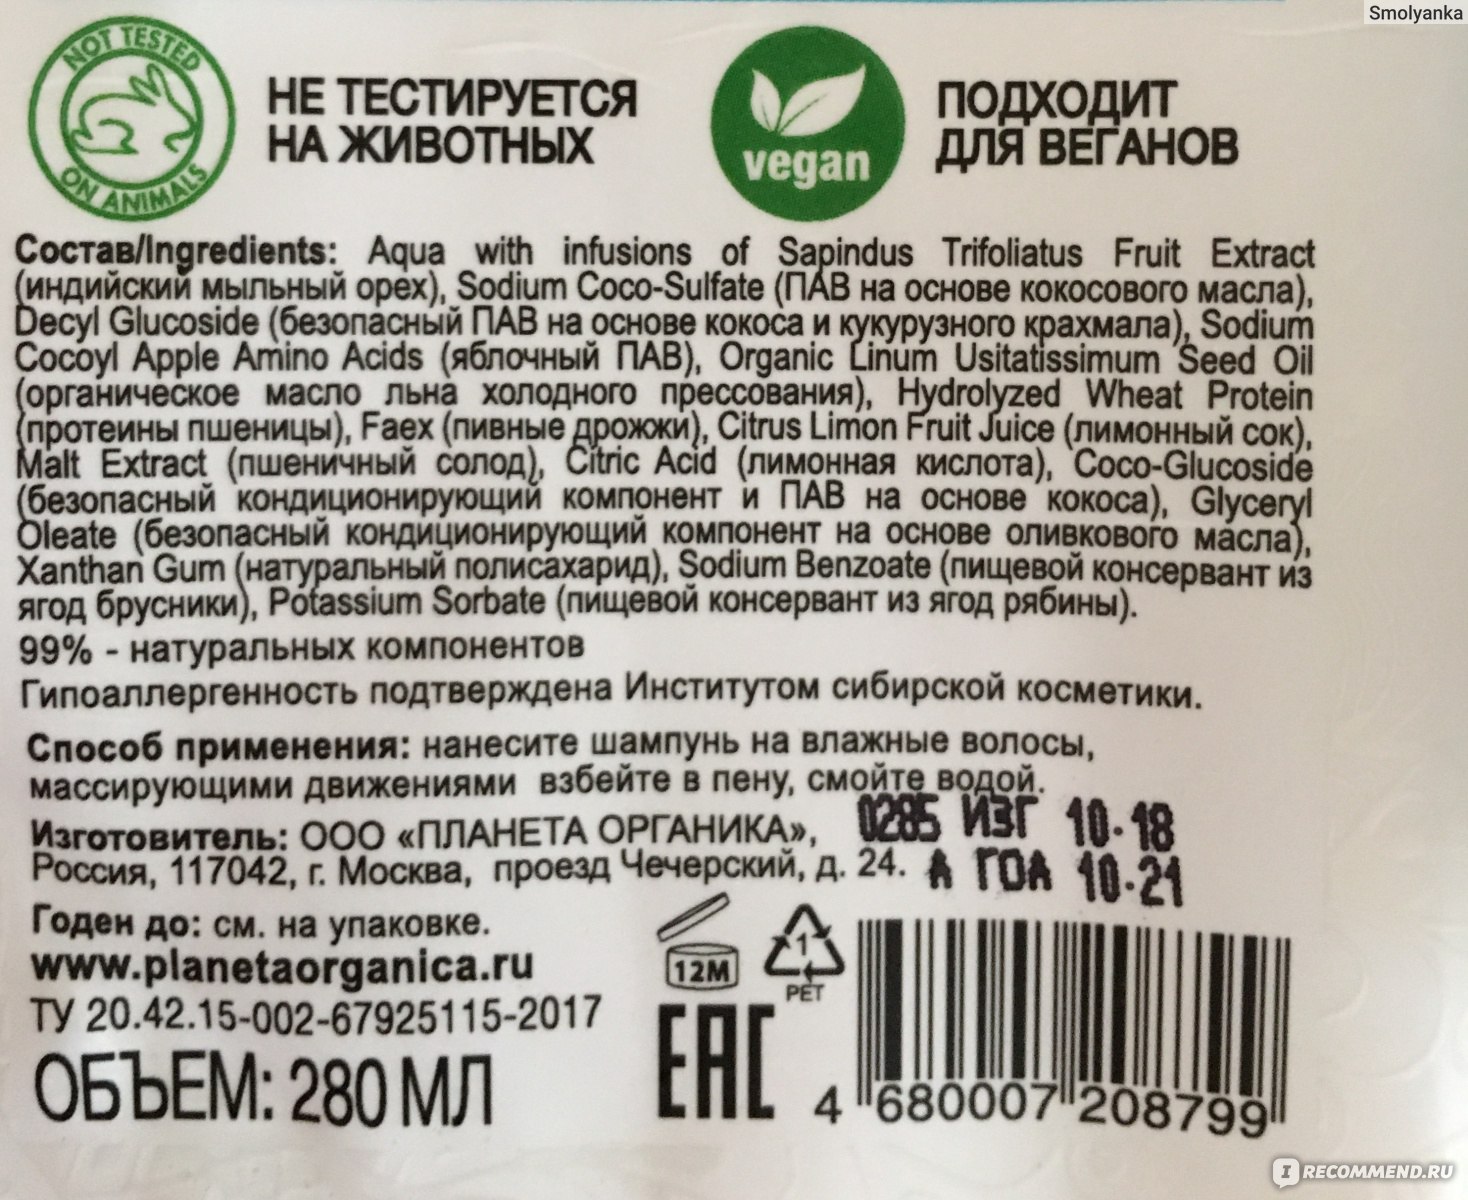 Smolyanka
NOT TESTED
ON ANIMALS
НЕ ТЕСТИРУЕТСЯ
НА ЖИВОТНЫХ
vegan
ПОДХОДИТ
ДЛЯ ВЕГАНОВ
Состав/Ingredients: Aqua with infusions of Sapindus Trifoliatus Fruit Extract
(индийский мыльный орех), Sodium Coco-Sulfate (ПАВ на основе кокосового масла),
Decyl Glucoside (безопасный ПАВ на основе кокоса и кукурузного крахмала), Sodium
Cocoyl Apple Amino Acids (яблочный ПАВ), Organic Linum Usitatissimum Seed Oil
(органическое масло льна холодного прессования), Hydrolyzed Wheat Protein
(протеины пшеницы), Faex (пивные дрожжи), Citrus Limon Fruit Juice (лимонный сок),
Malt Extract (пшеничный солод), Citric Acid (лимонная кислота), Coco-Glucoside
(безопасный кондиционирующий компонент и ПАВ на основе кокоса), Glyceryl
Oleate (безопасный кондиционирующий компонент на основе оливкового масла),
Xanthan Gum (натуральный полисахарид), Sodium Benzoate (пищевой консервант из
ягод брусники), Potassium Sorbate (пищевой консервант из ягод рябины).
99% - натуральных компонентов
Гипоаллергенность подтверждена Институтом сибирской косметики.
Способ применения: нанесите шампунь на влажные волосы,
массирующими движениями взбейте в пену, смойте водой.
Изготовитель: ООО «ПЛАНЕТА ОРГАНИКА»,
Россия, 117042, г. Москва, проезд Чечерский, д. 24.
0285 ИЗГ 10.18
А ГОД 10.21
Годен до: см. на упаковке.
www.planetaorganica.ru
ТУ 20.42.15-002-67925115-2017
ОБЪЕМ: 280 МЛ
12M
1
PET
EAC
4 680007 208799
IRECOMMEND.RU